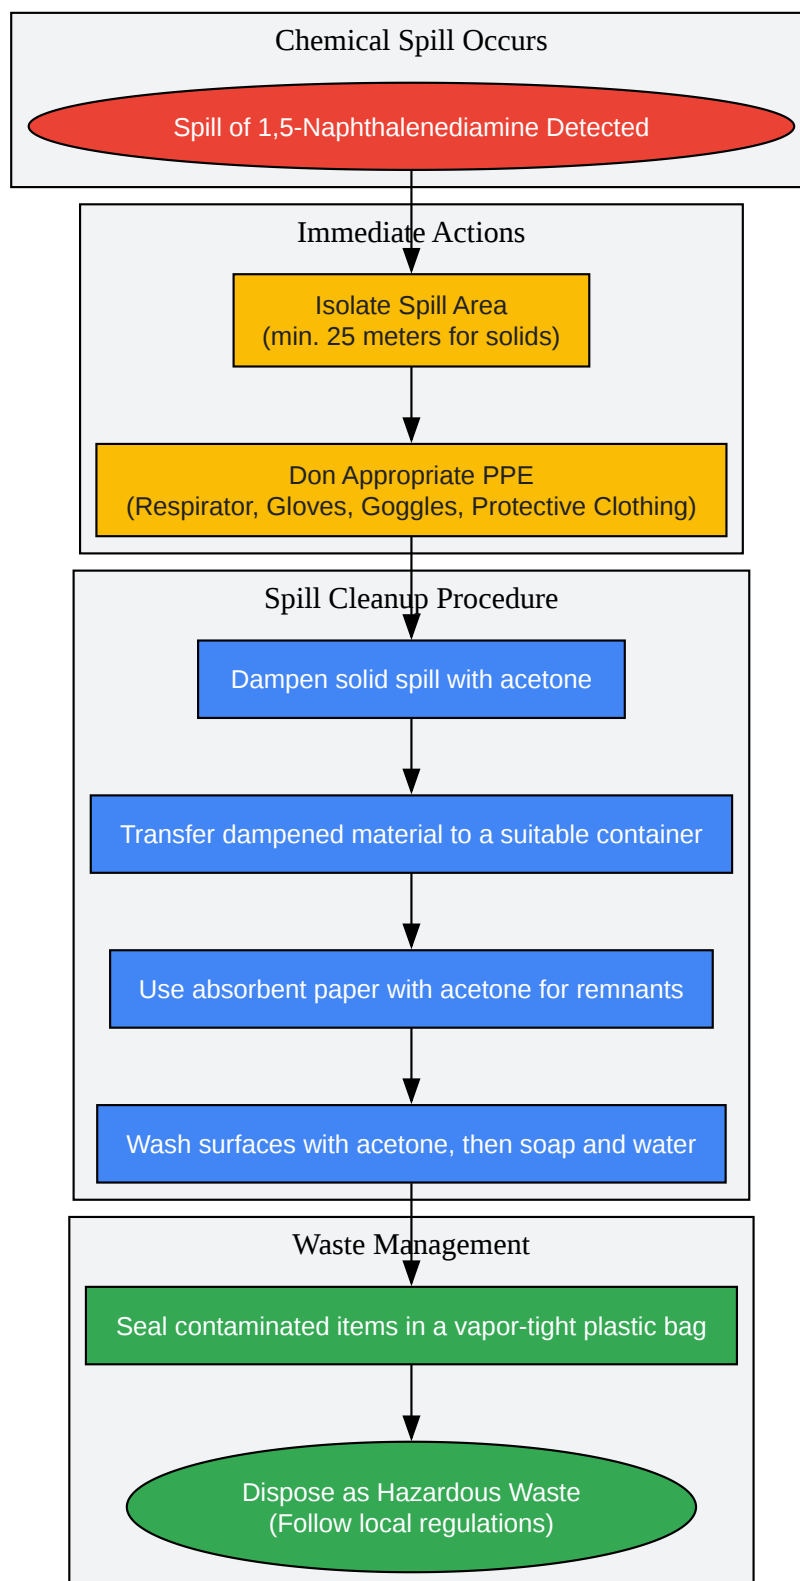 Chemical Spill Occurs
Spill of 1,5-Naphthalenediamine Detected
Immediate Actions
Isolate Spill Area
(min. 25 meters for solids)
Don Appropriate PPE
(Respirator, Gloves, Goggles, Protective Clothing)
Spill Cleanup Procedure
Dampen solid spill with acetone
Transfer dampened material to a suitable container
Use absorbent paper with acetone for remnants
Wash surfaces with acetone, then soap and water
Waste Management
Seal contaminated items in a vapor-tight plastic bag
Dispose as Hazardous Waste
(Follow local regulations)